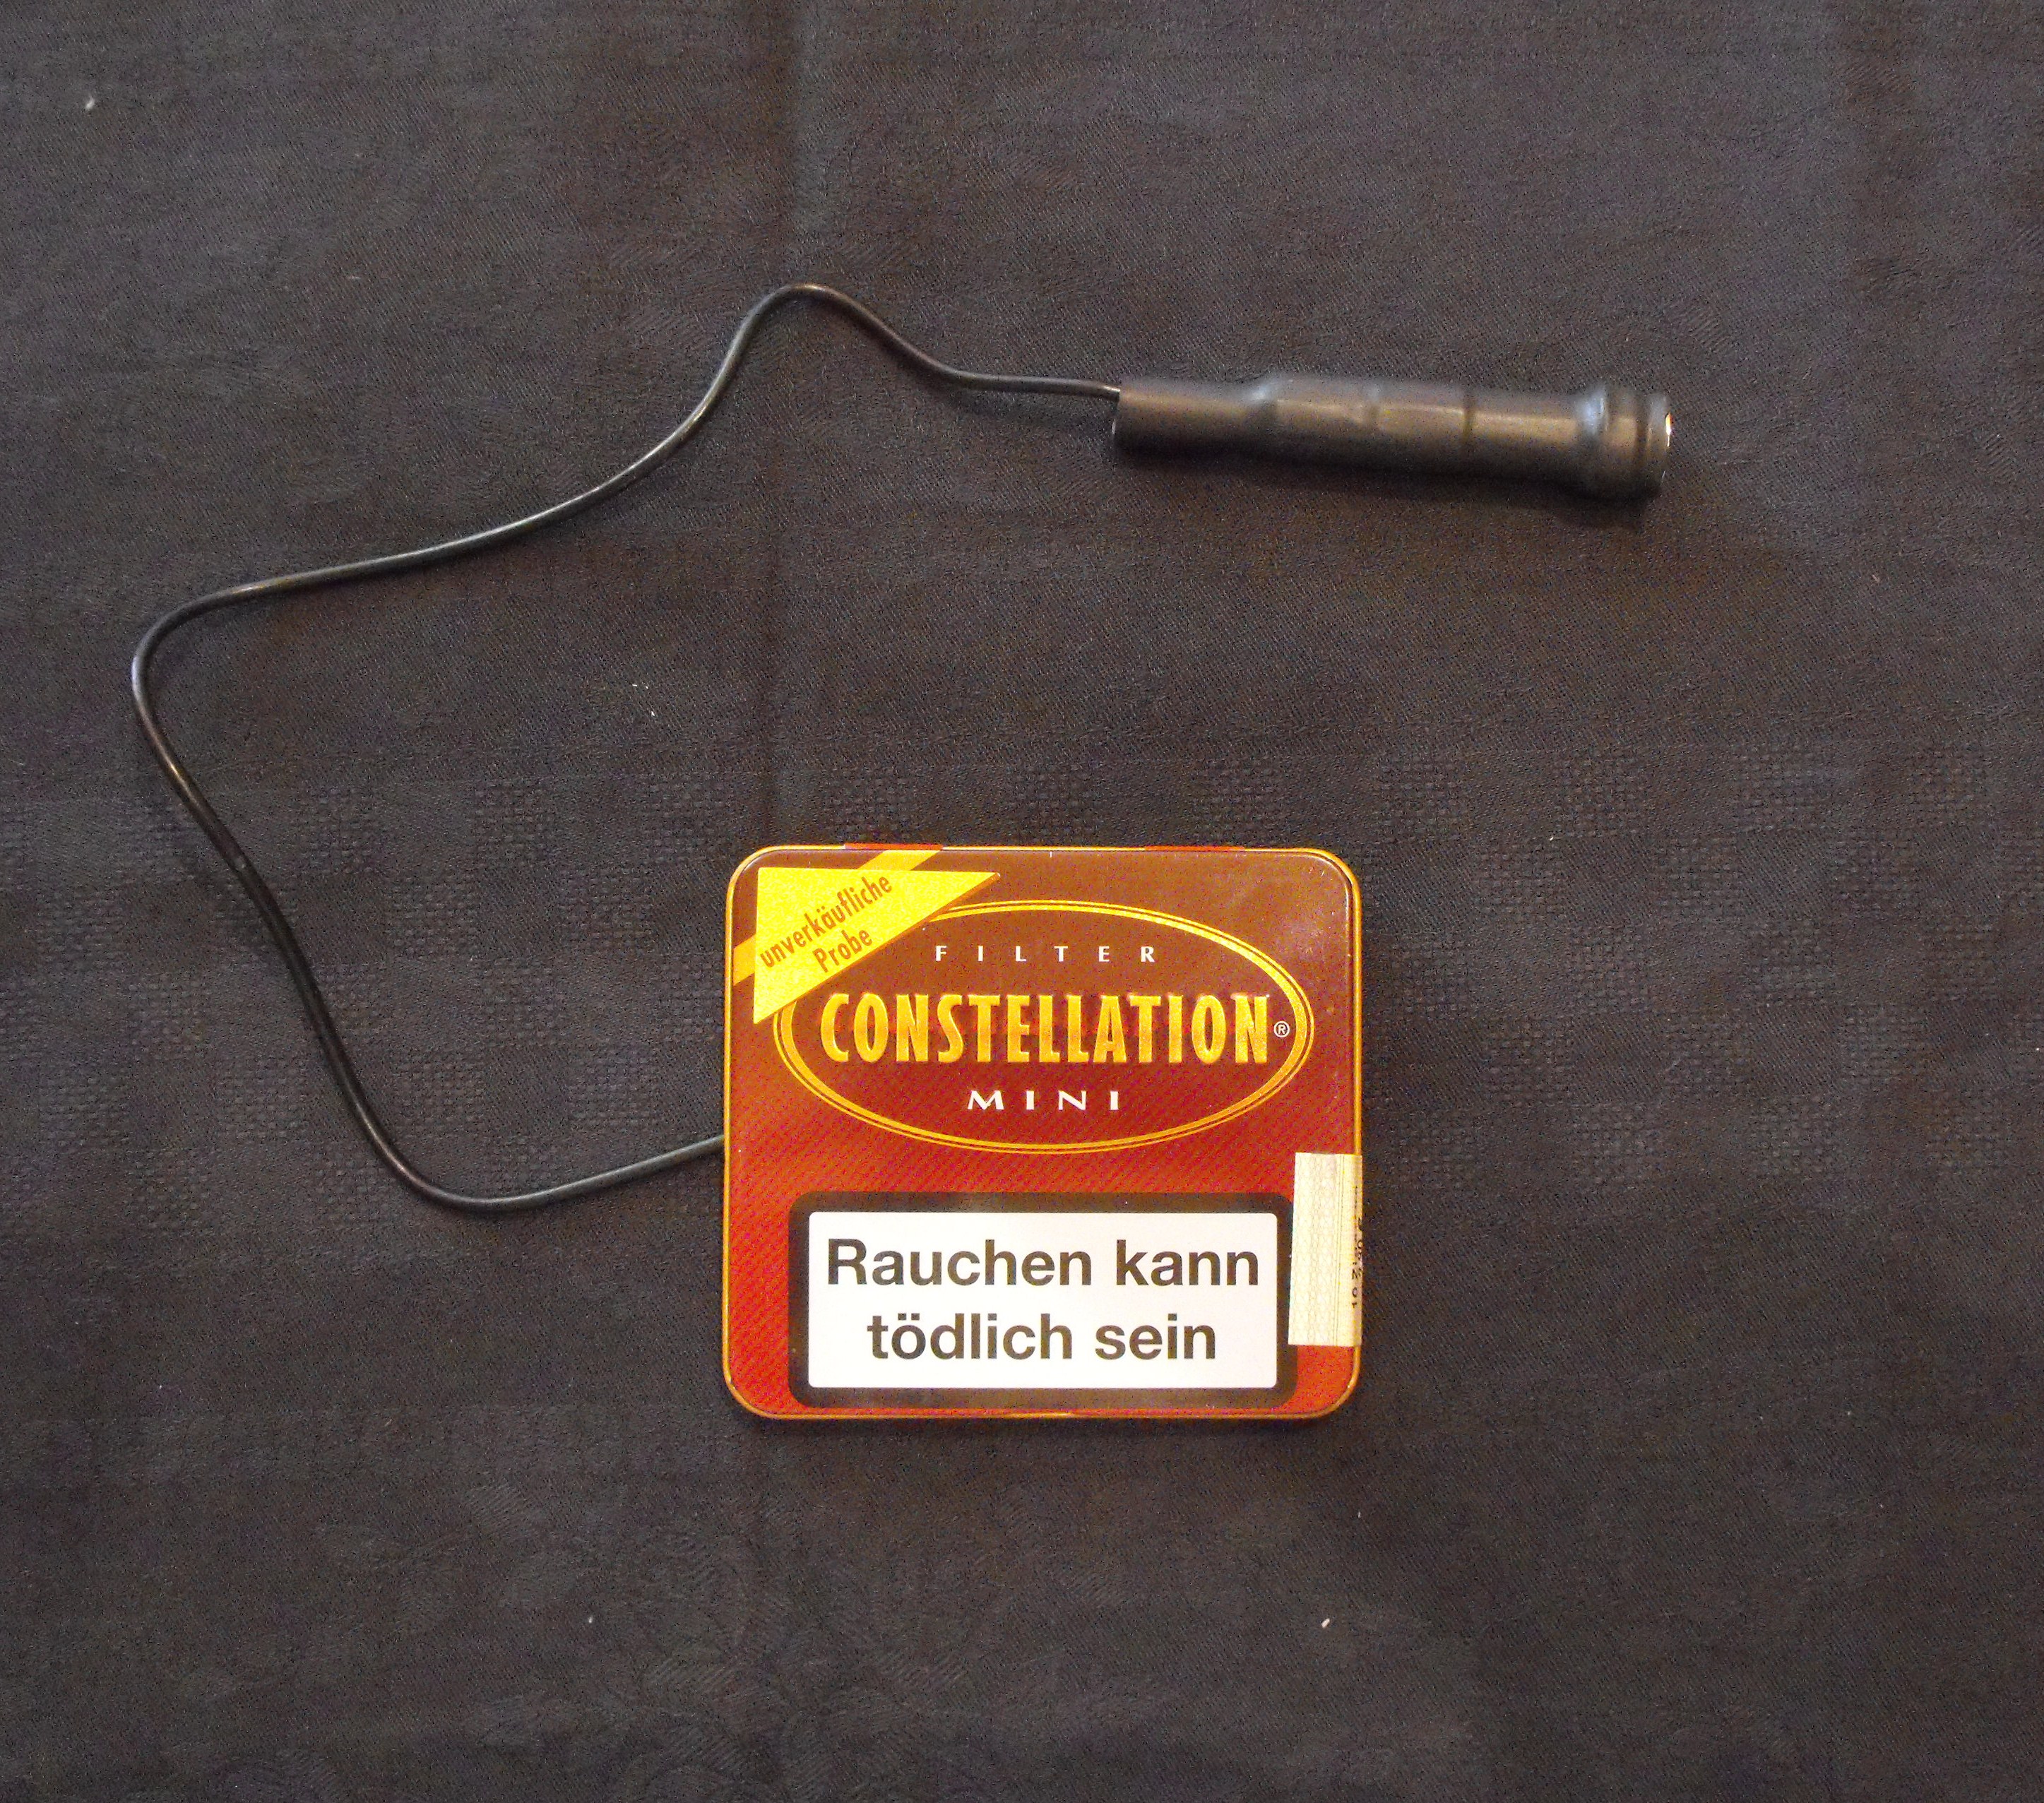 unverkäufliche
Probe
FILTER
CONSTELLATION®
MINI
Rauchen kann
tödlich sein